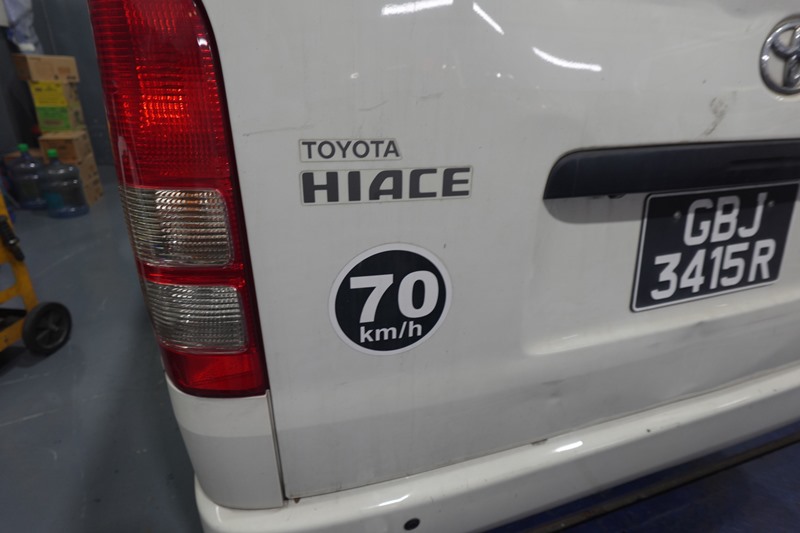 TOYOTA
HIACE
70
km/h
GBJ
3415R